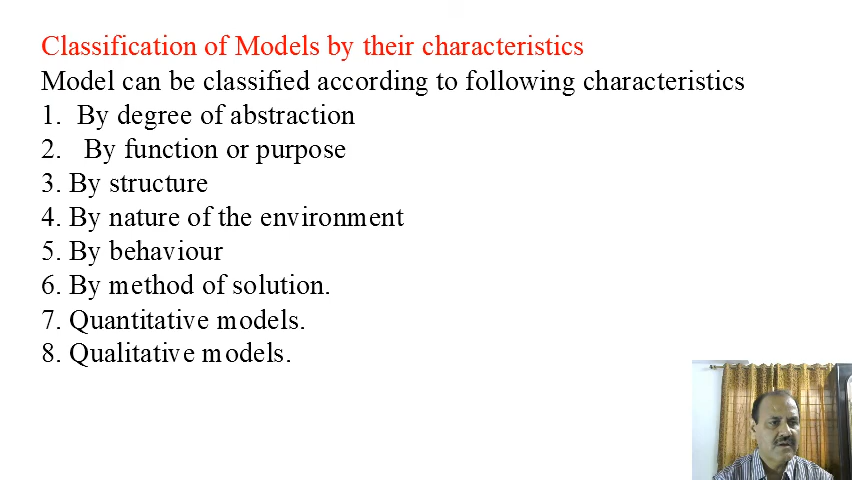 Classification of Models by their characteristics
Model can be classified according to following characteristics
1. By degree of abstraction
2. By function or purpose
3. By structure
4. By nature of the environment
5. By behaviour
6. By method of solution.
7. Quantitative models.
8. Qualitative models.